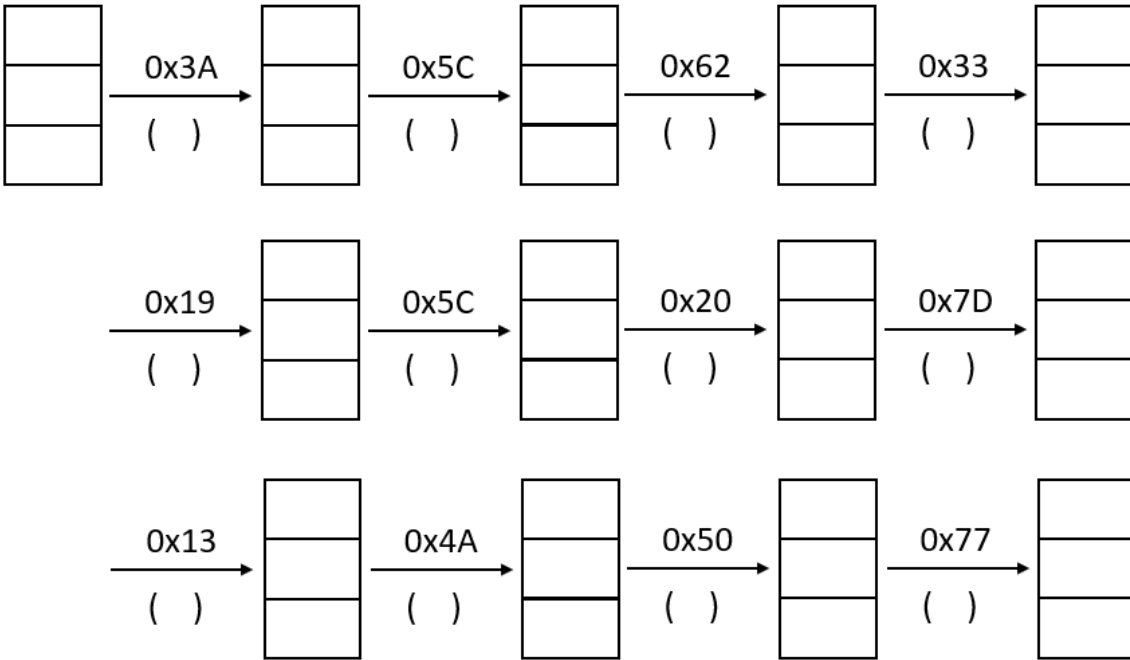 0x3A 0x5C 0x62 0x33
( ) ( ) ( ) ( )
0x19 0x5C 0x20 0x7D
( ) ( ) ( ) ( )
0x13 0x4A 0x50 0x77
( ) ( ) ( ) ( )